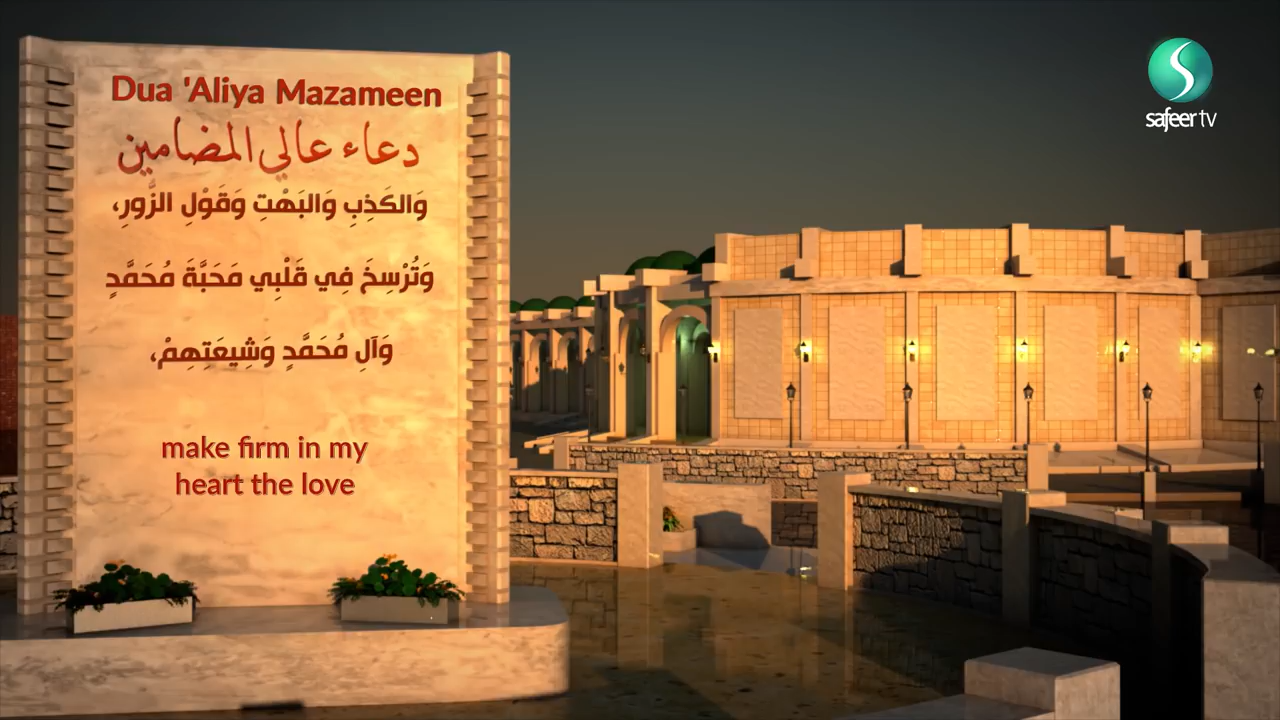 Dua 'Aliya Mazameen
دعاء عالي المضامين
وَالكَذِبِ وَالبَهْتِ وَقَوْلِ الزُّورِ،
وَتُرْسِخَ فِي قَلْبِي مَحَبَّةَ مُحَمَّدٍ
وَآلِ مُحَمَّدٍ وَشِيعَتِهِمْ،
make firm in my
heart the love
safeer tv